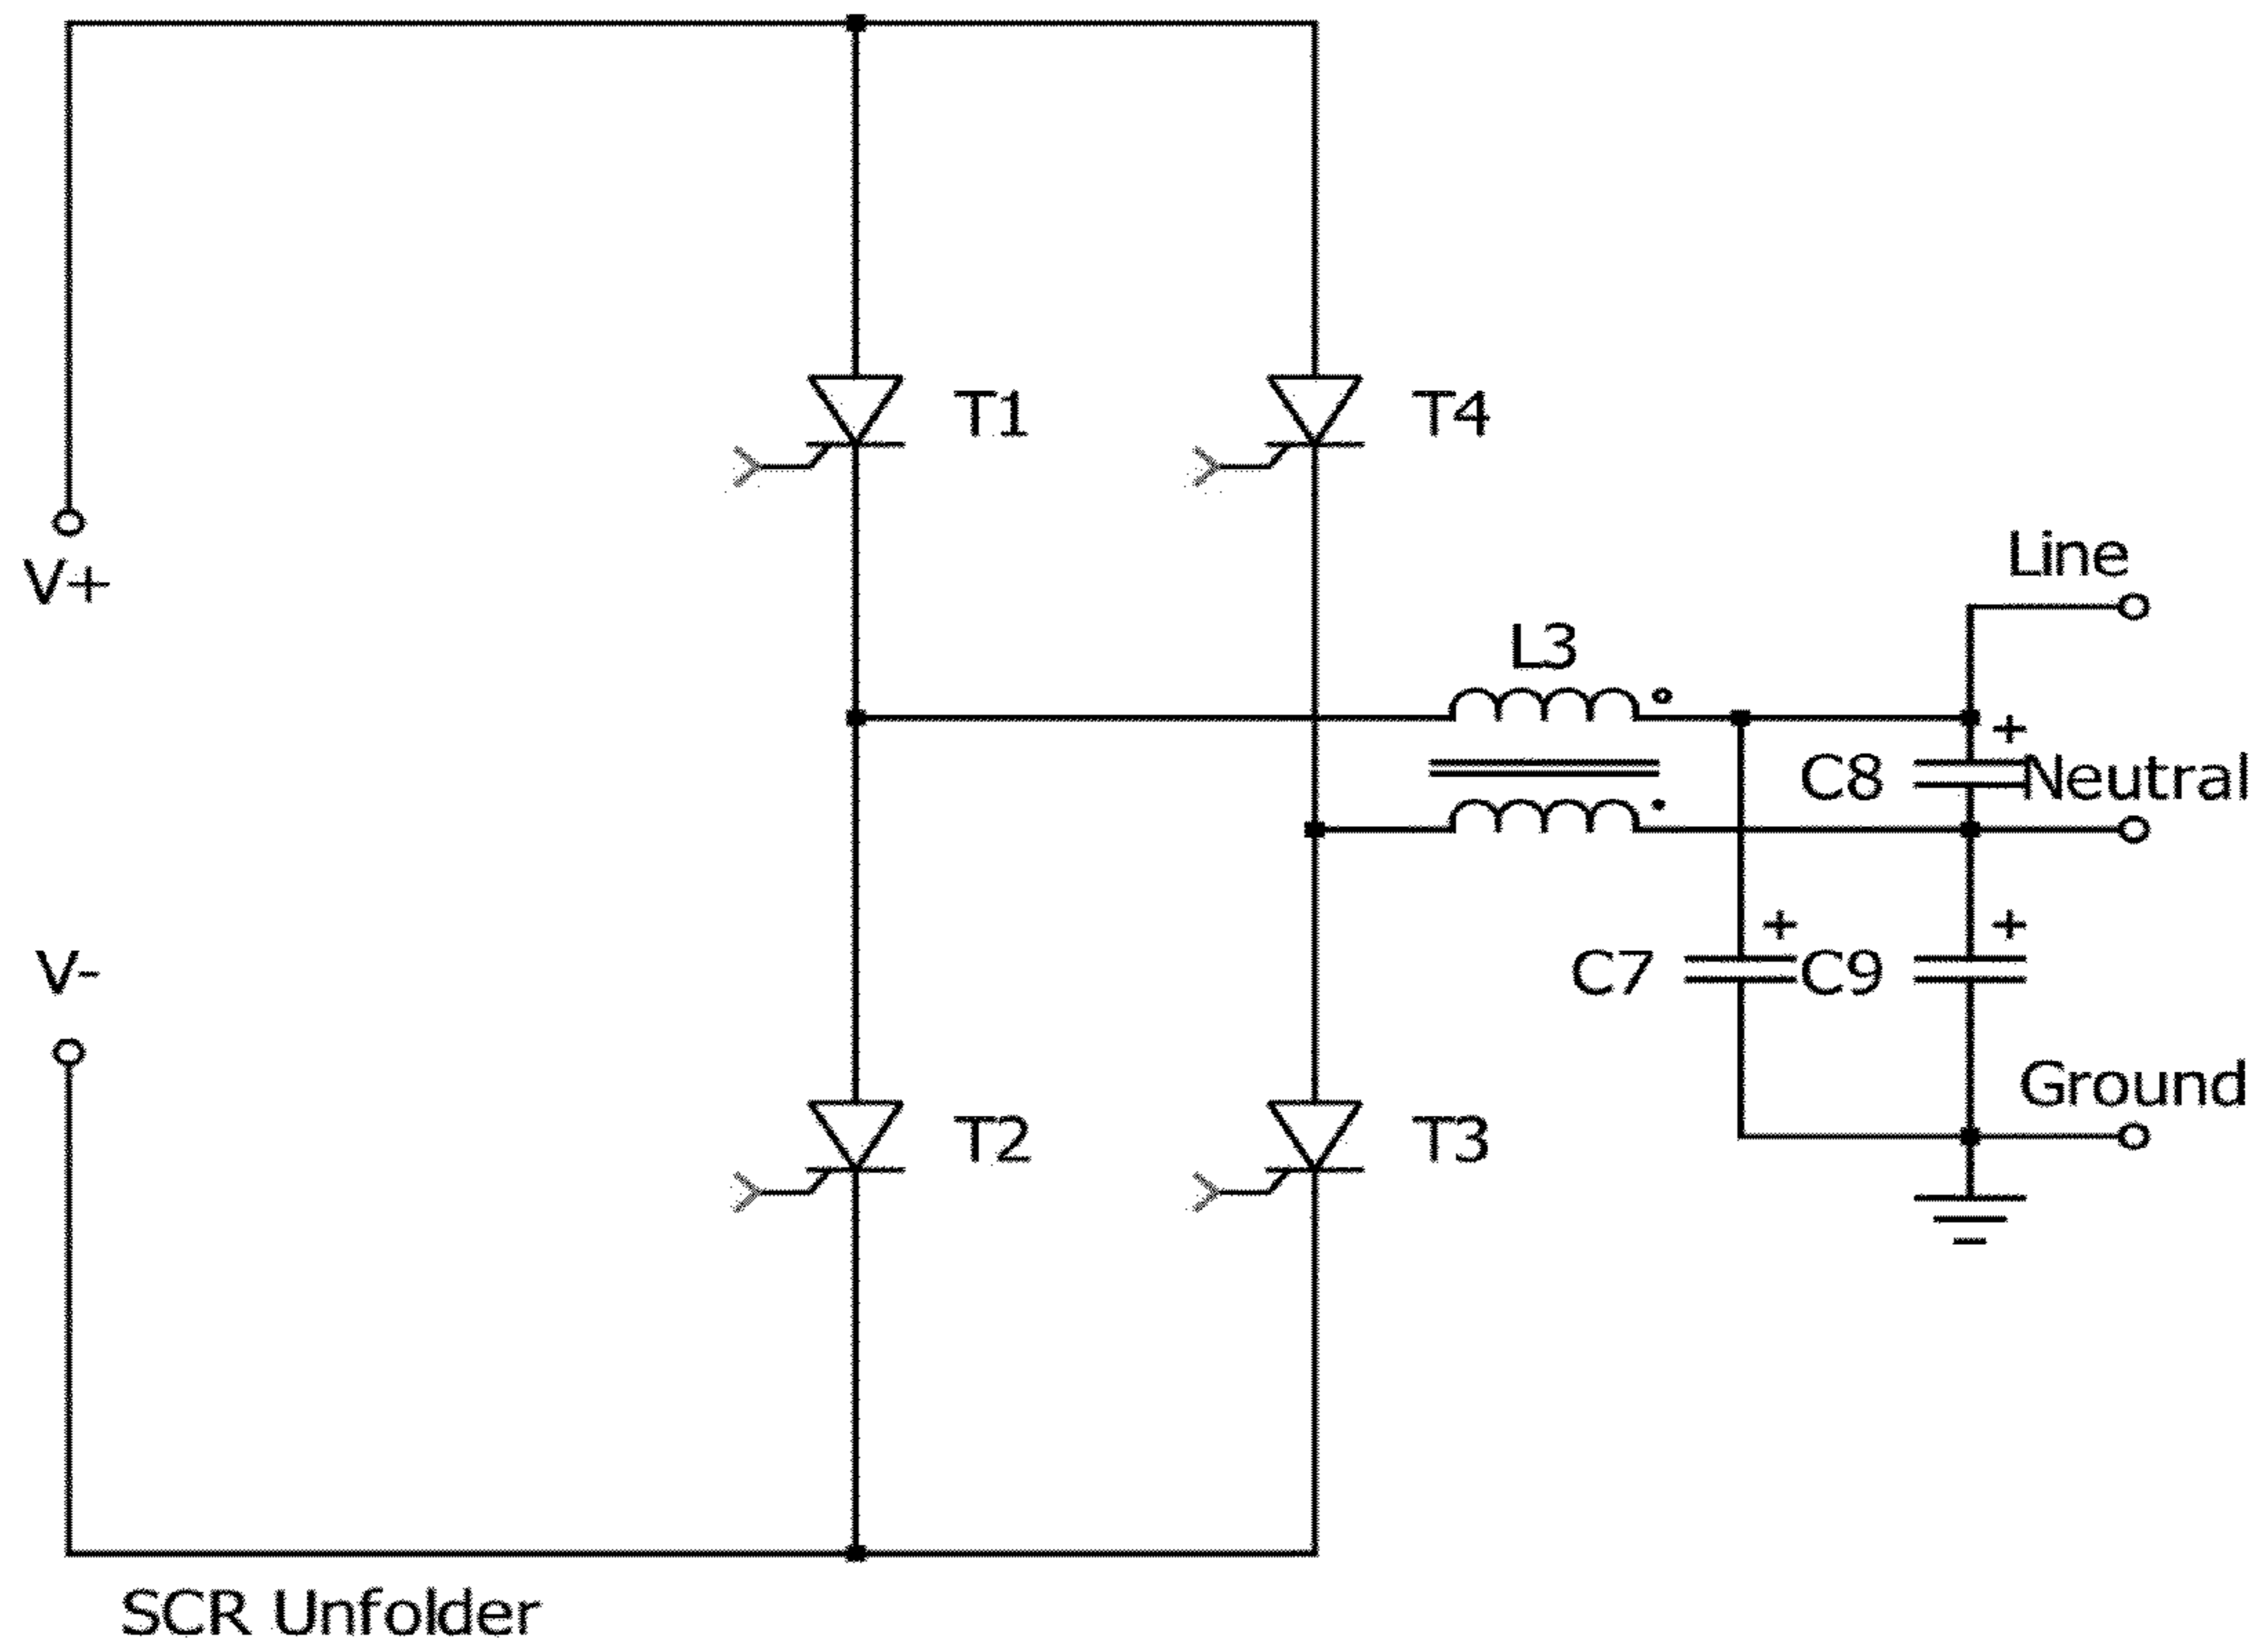 T1
T4
V+
Line
L3
+
C8
Neutral
V-
+
+
C7
C9
Ground
T2
T3
SCR Unfolder